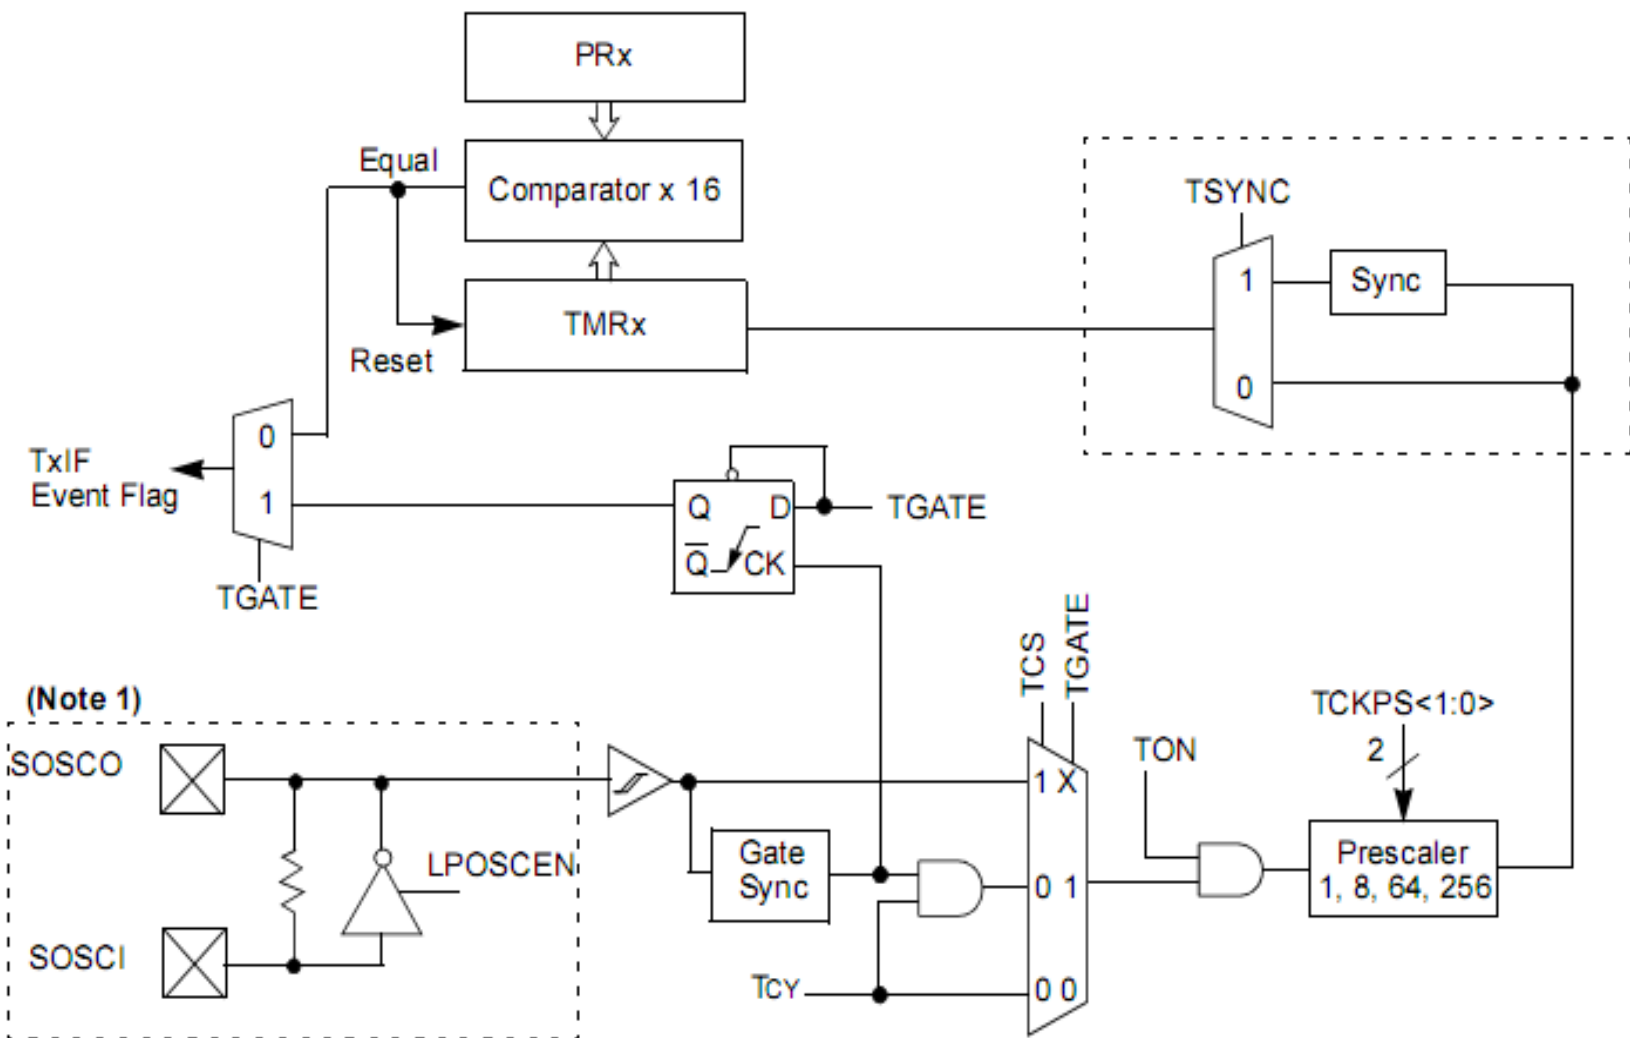 PRx
Equal
Comparator x 16
TSYNC
1
Sync
TMRx
Reset
0
0
TxIF
Event Flag
1
Q
D
TGATE
Q̅
CK
TGATE
TCS
TGATE
(Note 1)
SOSCO
TCKPS<1:0>
2
TON
1 X
Gate
Sync
LPOSCEN
Prescaler
1, 8, 64, 256
0 1
SOSCI
TCY
0 0